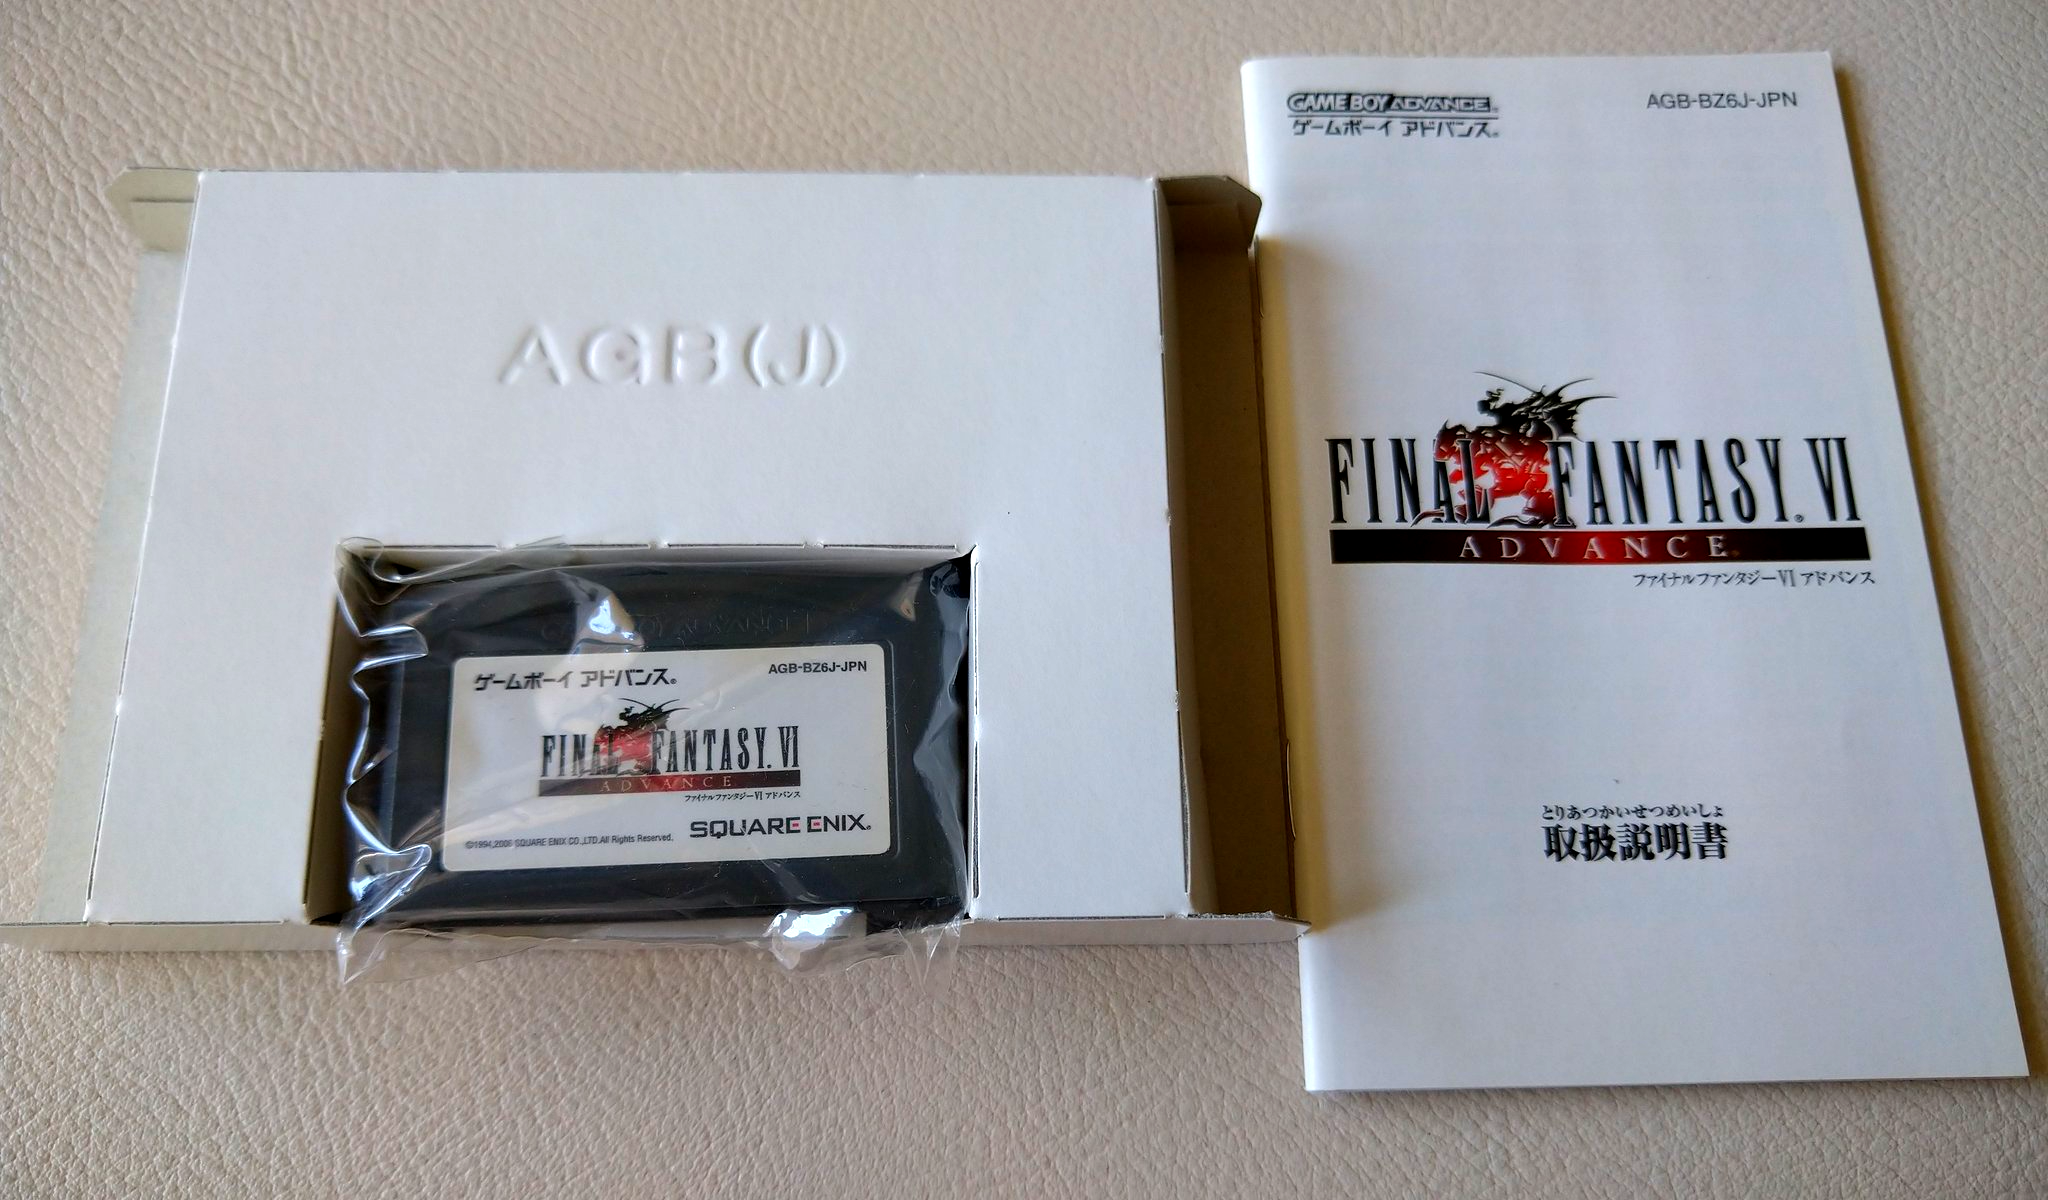 AGB(J)
GAME BOY ADVANCE
ゲームボーイ アドバンス®
AGB-BZ6J-JPN
FINAL FANTASY® VI
ADVANCE
ファイナルファンタジーVI アドバンス
SQUARE ENIX®
©1994,2006 SQUARE ENIX CO.,LTD.All Rights Reserved.
GAME BOY ADVANCE
ゲームボーイ アドバンス®
AGB-BZ6J-JPN
FINAL FANTASY® VI
ADVANCE®
ファイナルファンタジーVI アドバンス
とりあつかいせつめいしょ
取扱説明書